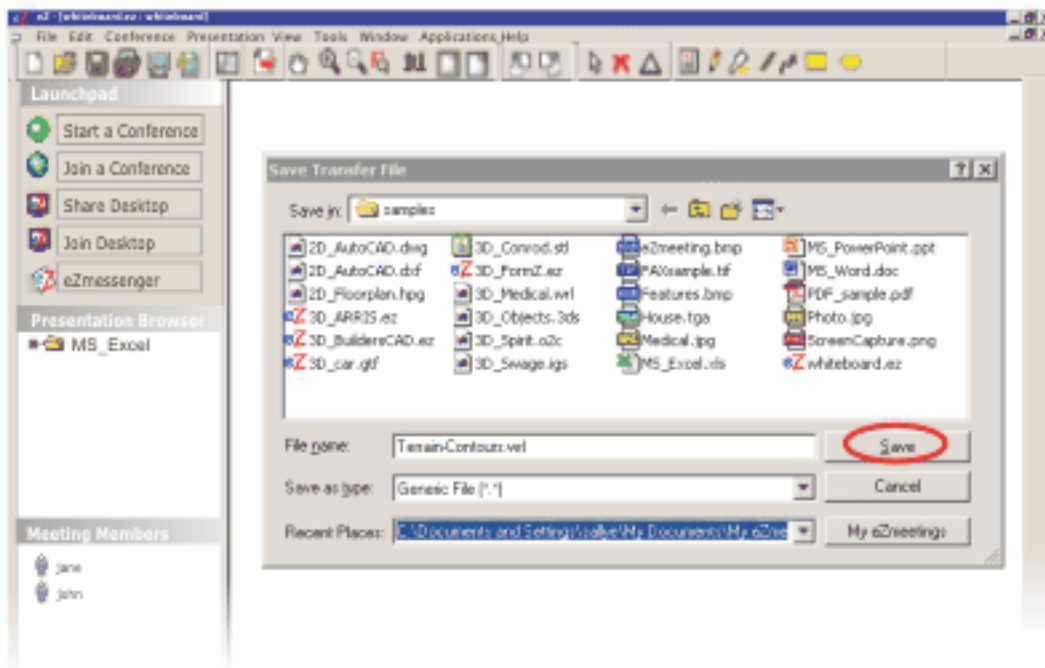 eZ - [whiteboard.ez : whiteboard]
File Edit Conference Presentation View Tools Window Applications Help
Launchpad
Start a Conference
Join a Conference
Share Desktop
Join Desktop
eZmessenger
Presentation Browser
MS_Excel
Meeting Members
jane
john
Save Transfer File
Save in: samples
2D_AutoCAD.dwg 3D_Conrod.stl eZmeeting.bmp MS_PowerPoint.ppt
2D_AutoCAD.dxf 3D_FormZ.ez FAXsample.tif MS_Word.doc
2D_Floorplan.hpg 3D_Medical.wrl Features.bmp PDF_sample.pdf
3D_ARRIS.ez 3D_Objects.3ds House.tga Photo.jpg
3D_BuildersCAD.ez 3D_Spirit.o2c Medical.jpg ScreenCapture.png
3D_car.gtf 3D_Swage.igs MS_Excel.xls whiteboard.ez
File name: Terrain-Contours.wrl Save
Save as type: Generic File (*.*) Cancel
Recent Places: C:\Documents and Settings\sallye\My Documents\My eZme My eZmeetings